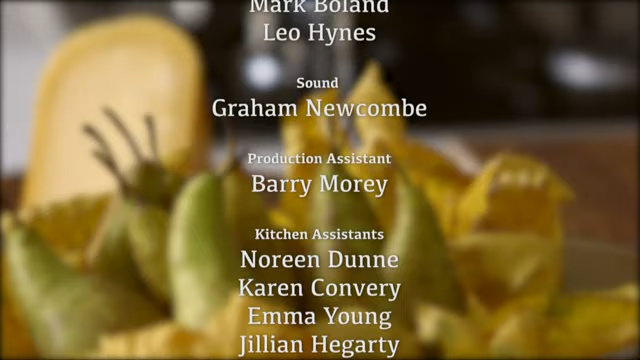 Mark Boland
Leo Hynes
Sound
Graham Newcombe
Production Assistant
Barry Morey
Kitchen Assistants
Noreen Dunne
Karen Convery
Emma Young
Jillian Hegarty